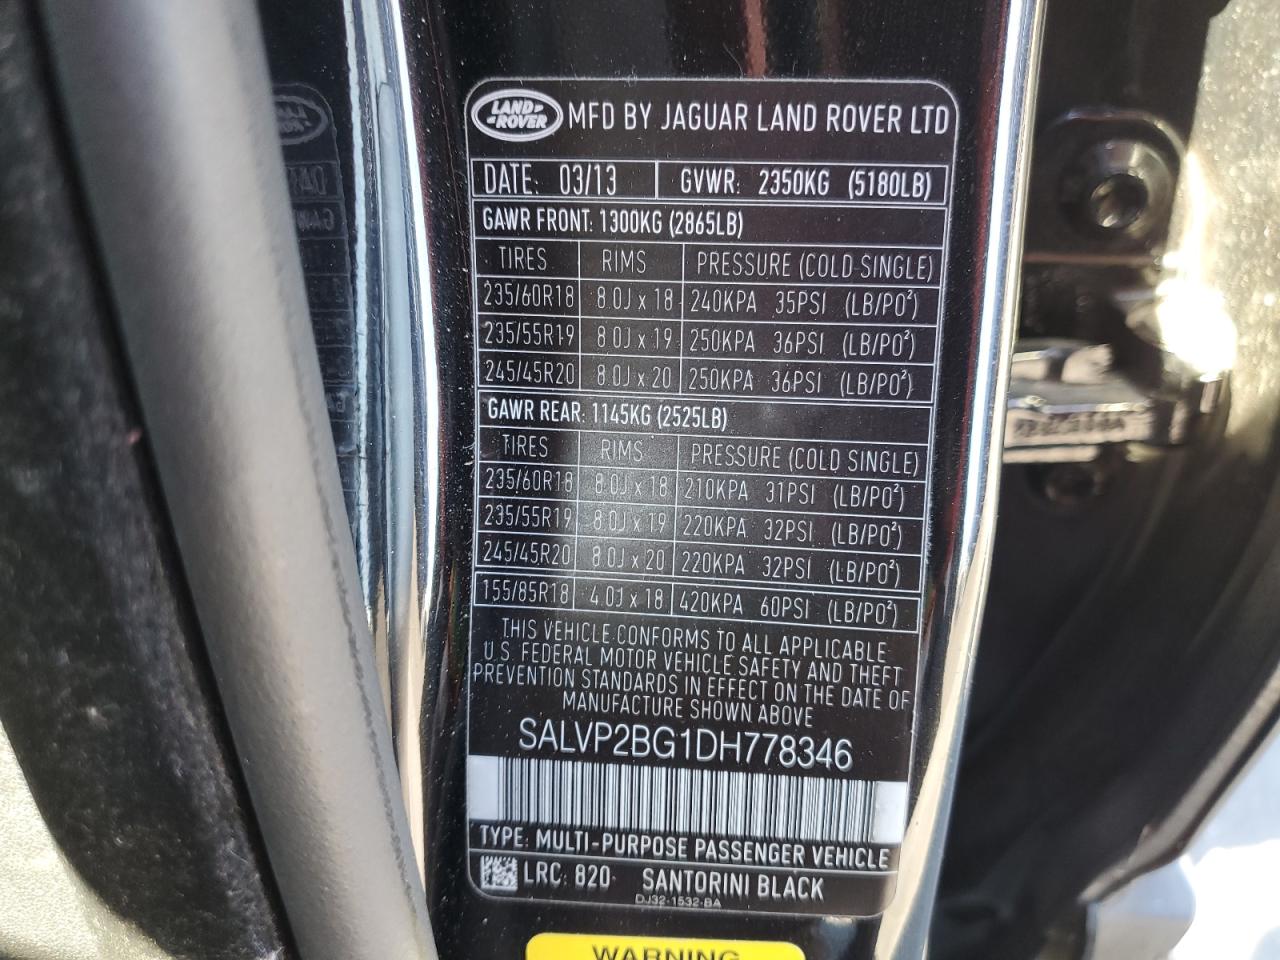 LAND-
-ROVER
MFD BY JAGUAR LAND ROVER LTD
DATE: 03/13 GVWR: 2350KG (5180LB)
GAWR FRONT: 1300KG (2865LB)
TIRES RIMS PRESSURE (COLD SINGLE)
235/60R18 8.0J x 18 240KPA 35PSI (LB/PO²)
235/55R19 8.0J x 19 250KPA 36PSI (LB/PO²)
245/45R20 8.0J x 20 250KPA 36PSI (LB/PO²)
GAWR REAR: 1145KG (2525LB)
TIRES RIMS PRESSURE (COLD SINGLE)
235/60R18 8.0J x 18 210KPA 31PSI (LB/PO²)
235/55R19 8.0J x 19 220KPA 32PSI (LB/PO²)
245/45R20 8.0J x 20 220KPA 32PSI (LB/PO²)
155/85R18 4.0J x 18 420KPA 60PSI (LB/PO²)
THIS VEHICLE CONFORMS TO ALL APPLICABLE
U.S. FEDERAL MOTOR VEHICLE SAFETY AND THEFT
PREVENTION STANDARDS IN EFFECT ON THE DATE OF
MANUFACTURE SHOWN ABOVE
SALVP2BG1DH778346
TYPE: MULTI-PURPOSE PASSENGER VEHICLE
LRC: 820 SANTORINI BLACK
DJ32-1532-BA
WARNING